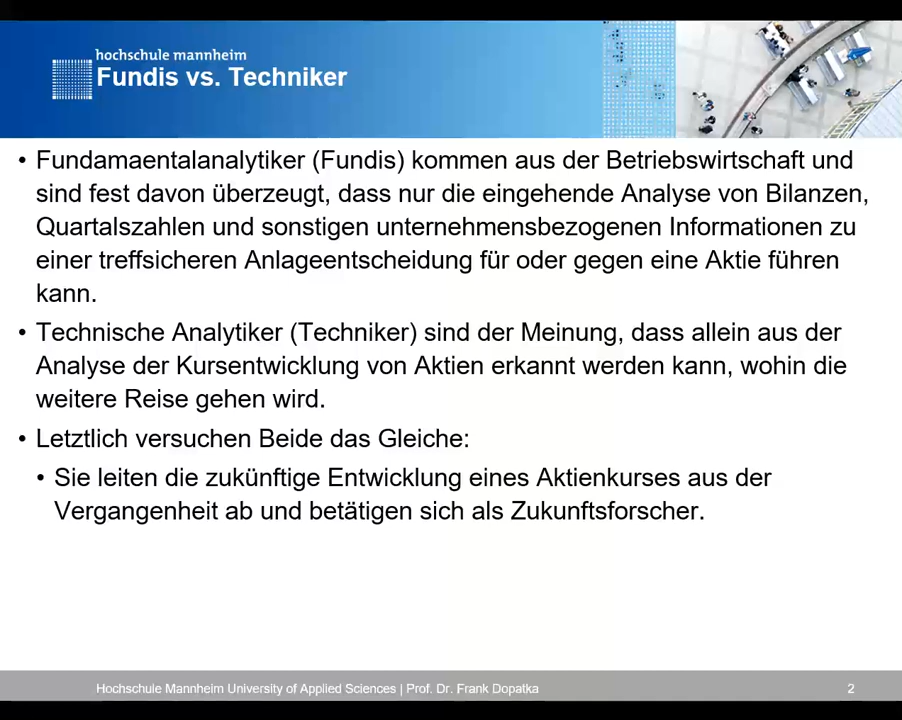 hochschule mannheim
Fundis vs. Techniker
• Fundamaentalanalytiker (Fundis) kommen aus der Betriebswirtschaft und
sind fest davon überzeugt, dass nur die eingehende Analyse von Bilanzen,
Quartalszahlen und sonstigen unternehmensbezogenen Informationen zu
einer treffsicheren Anlageentscheidung für oder gegen eine Aktie führen
kann.
• Technische Analytiker (Techniker) sind der Meinung, dass allein aus der
Analyse der Kursentwicklung von Aktien erkannt werden kann, wohin die
weitere Reise gehen wird.
• Letztlich versuchen Beide das Gleiche:
• Sie leiten die zukünftige Entwicklung eines Aktienkurses aus der
Vergangenheit ab und betätigen sich als Zukunftsforscher.
Hochschule Mannheim University of Applied Sciences | Prof. Dr. Frank Dopatka
2